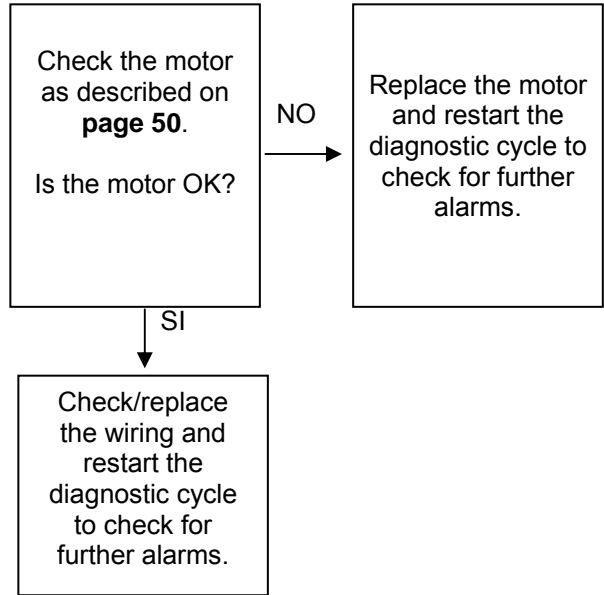 Check the motor
as described on
page 50.
Is the motor OK?
NO
Replace the motor
and restart the
diagnostic cycle to
check for further
alarms.
SI
Check/replace
the wiring and
restart the
diagnostic cycle
to check for
further alarms.